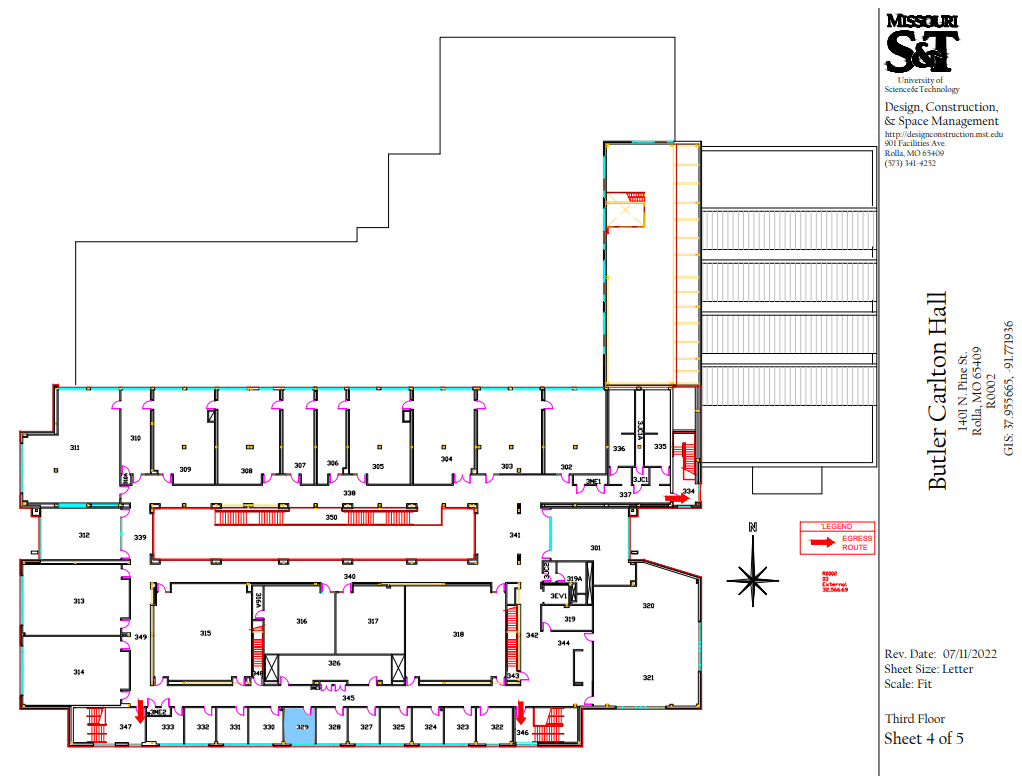 MISSOURI
S&T
University of
Science&Technology
Design, Construction,
& Space Management
http://designconstruction.mst.edu
901 Facilities Ave.
Rolla, MO 65409
(573) 341-4252
Butler Carlton Hall
1401 N. Pine St.
Rolla, MO 65409
R0002
GIS: 37.955665, -91.771936
311
310
309
308
307
306
305
304
303
302
336
3JC1A
335
3ME1
3JC1
337
334
338
350
312
339
341
301
340
3JC2
319A
3EV1
319
313
314
349
315
316A
316
317
318
326
348
343
342
344
320
321
345
3ME2
347
333
332
331
330
329
328
327
325
324
323
322
346
N
LEGEND
EGRESS
ROUTE
R0002
03
External
32,366.69
Rev. Date: 07/11/2022
Sheet Size: Letter
Scale: Fit
Third Floor
Sheet 4 of 5